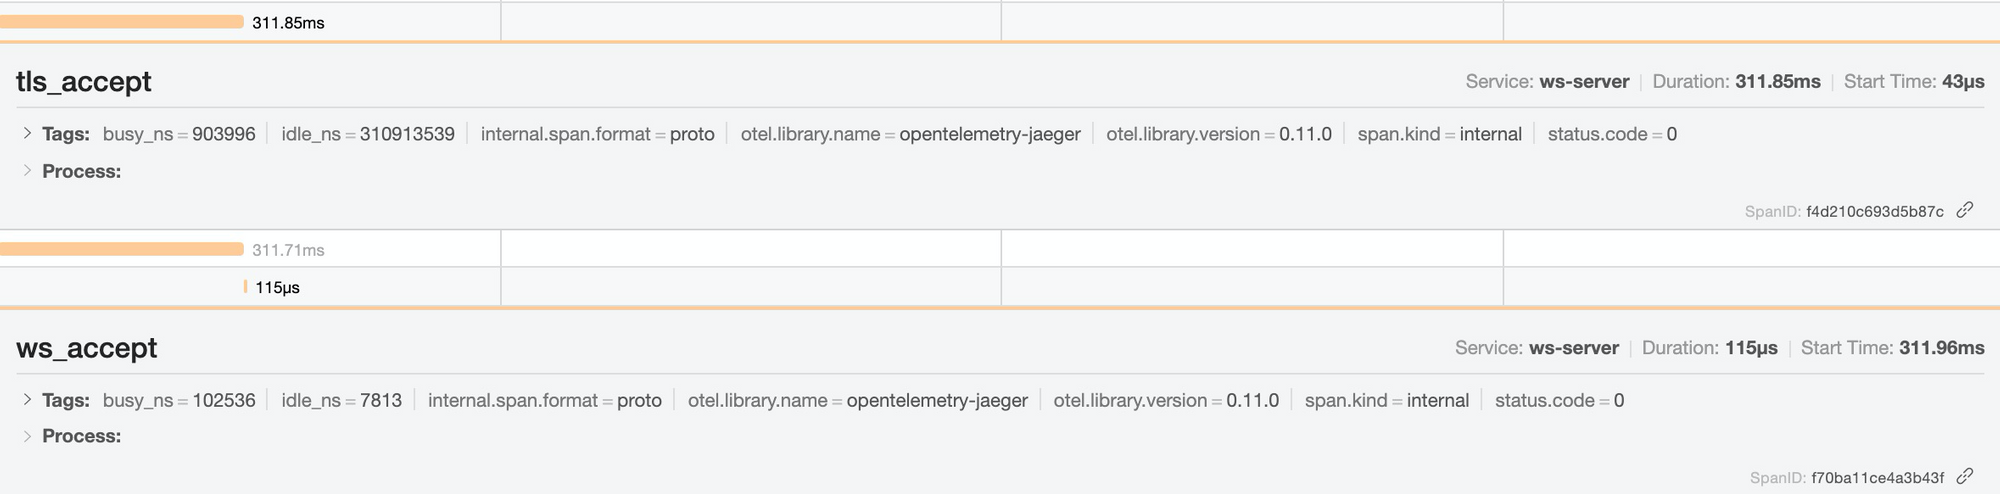 311.85ms
tls_accept Service: ws-server Duration: 311.85ms Start Time: 43μs
Tags: busy_ns = 903996 idle_ns = 310913539 internal.span.format = proto otel.library.name = opentelemetry-jaeger otel.library.version = 0.11.0 span.kind = internal status.code = 0
Process:
SpanID: f4d210c693d5b87c
311.71ms
115μs
ws_accept Service: ws-server Duration: 115μs Start Time: 311.96ms
Tags: busy_ns = 102536 idle_ns = 7813 internal.span.format = proto otel.library.name = opentelemetry-jaeger otel.library.version = 0.11.0 span.kind = internal status.code = 0
Process:
SpanID: f70ba11ce4a3b43f